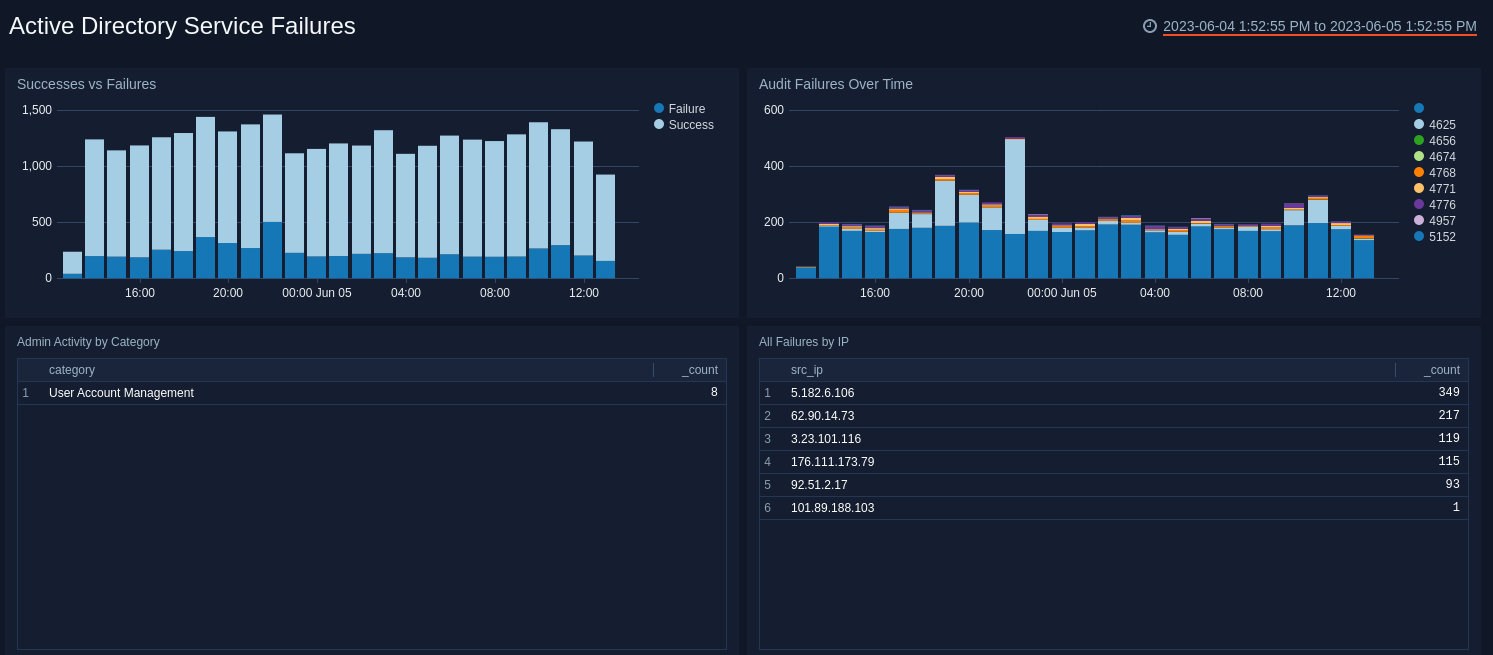 Active Directory Service Failures
2023-06-04 1:52:55 PM to 2023-06-05 1:52:55 PM
Successes vs Failures
1,500
1,000
500
0
16:00 20:00 00:00 Jun 05 04:00 08:00 12:00
Failure
Success
Audit Failures Over Time
600
400
200
0
16:00 20:00 00:00 Jun 05 04:00 08:00 12:00
4625
4656
4674
4768
4771
4776
4957
5152
Admin Activity by Category
category _count
1 User Account Management 8
All Failures by IP
src_ip _count
1 5.182.6.106 349
2 62.90.14.73 217
3 3.23.101.116 119
4 176.111.173.79 115
5 92.51.2.17 93
6 101.89.188.103 1